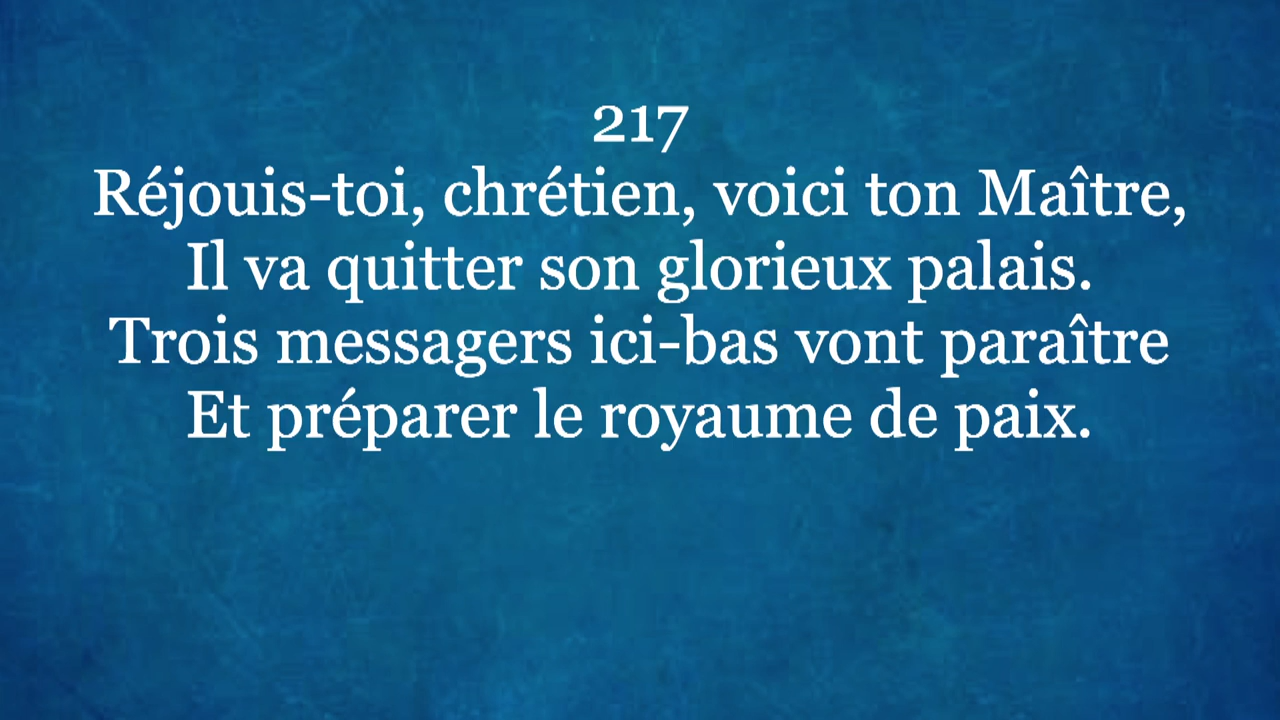 217
Réjouis-toi, chrétien, voici ton Maître,
Il va quitter son glorieux palais.
Trois messagers ici-bas vont paraître
Et préparer le royaume de paix.